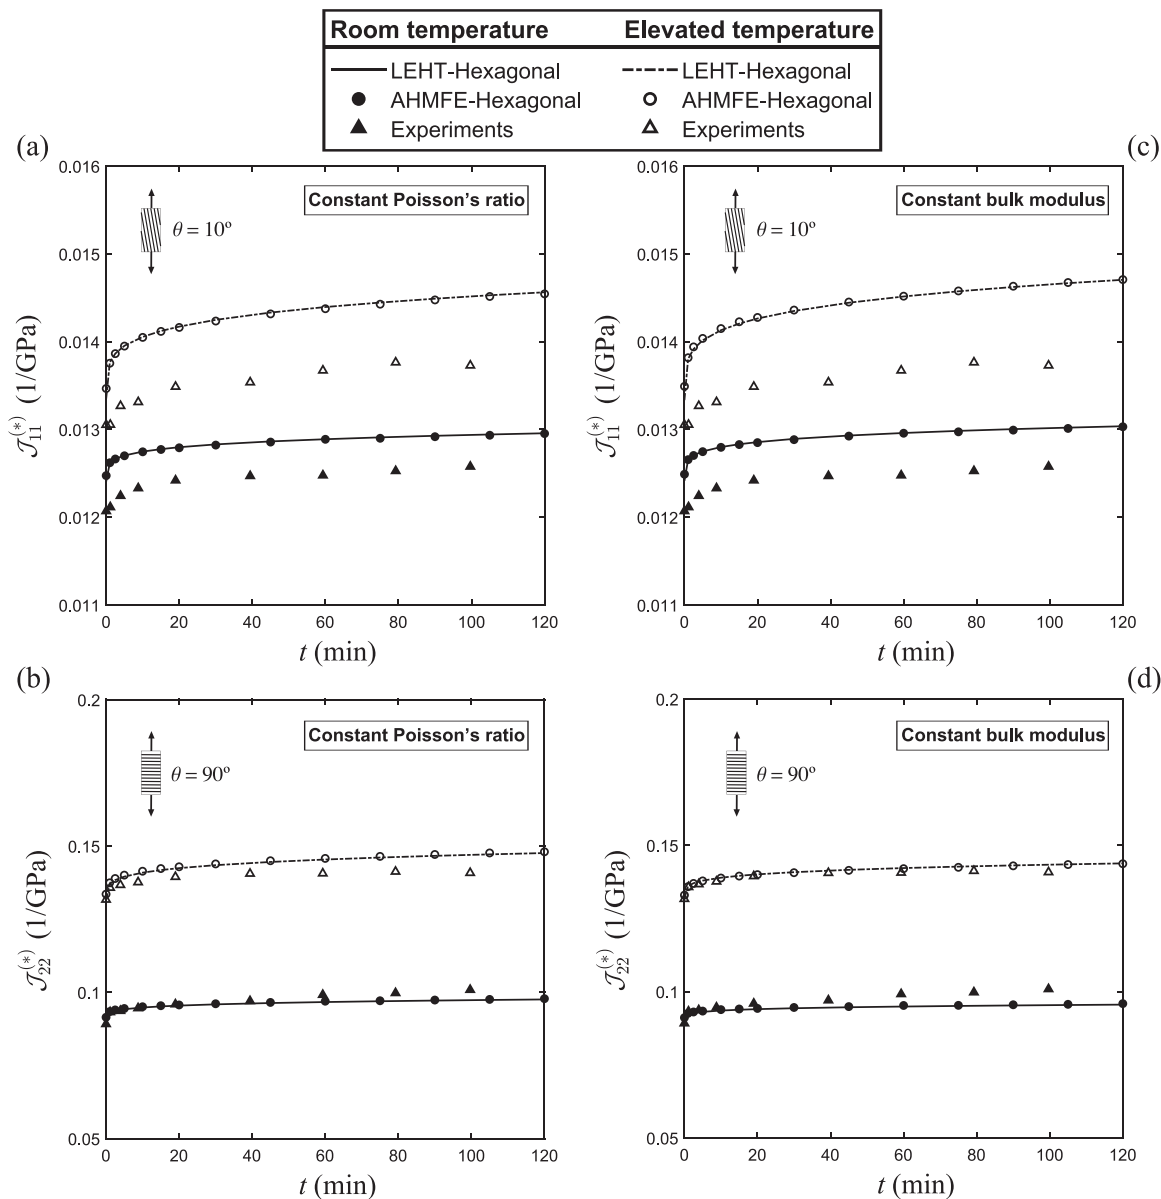 Room temperature Elevated temperature
LEHT-Hexagonal LEHT-Hexagonal
AHMFE-Hexagonal AHMFE-Hexagonal
Experiments Experiments
(a)
0.016
0.015
0.014
0.013
0.012
0.011
Constant Poisson's ratio
θ = 10º
𝒥₁₁^(*) (1/GPa)
0 20 40 60 80 100 120
t (min)
(c)
0.016
0.015
0.014
0.013
0.012
0.011
Constant bulk modulus
θ = 10º
𝒥₁₁^(*) (1/GPa)
0 20 40 60 80 100 120
t (min)
(b)
0.2
0.15
0.1
0.05
Constant Poisson's ratio
θ = 90º
𝒥₂₂^(*) (1/GPa)
0 20 40 60 80 100 120
t (min)
(d)
0.2
0.15
0.1
0.05
Constant bulk modulus
θ = 90º
𝒥₂₂^(*) (1/GPa)
0 20 40 60 80 100 120
t (min)